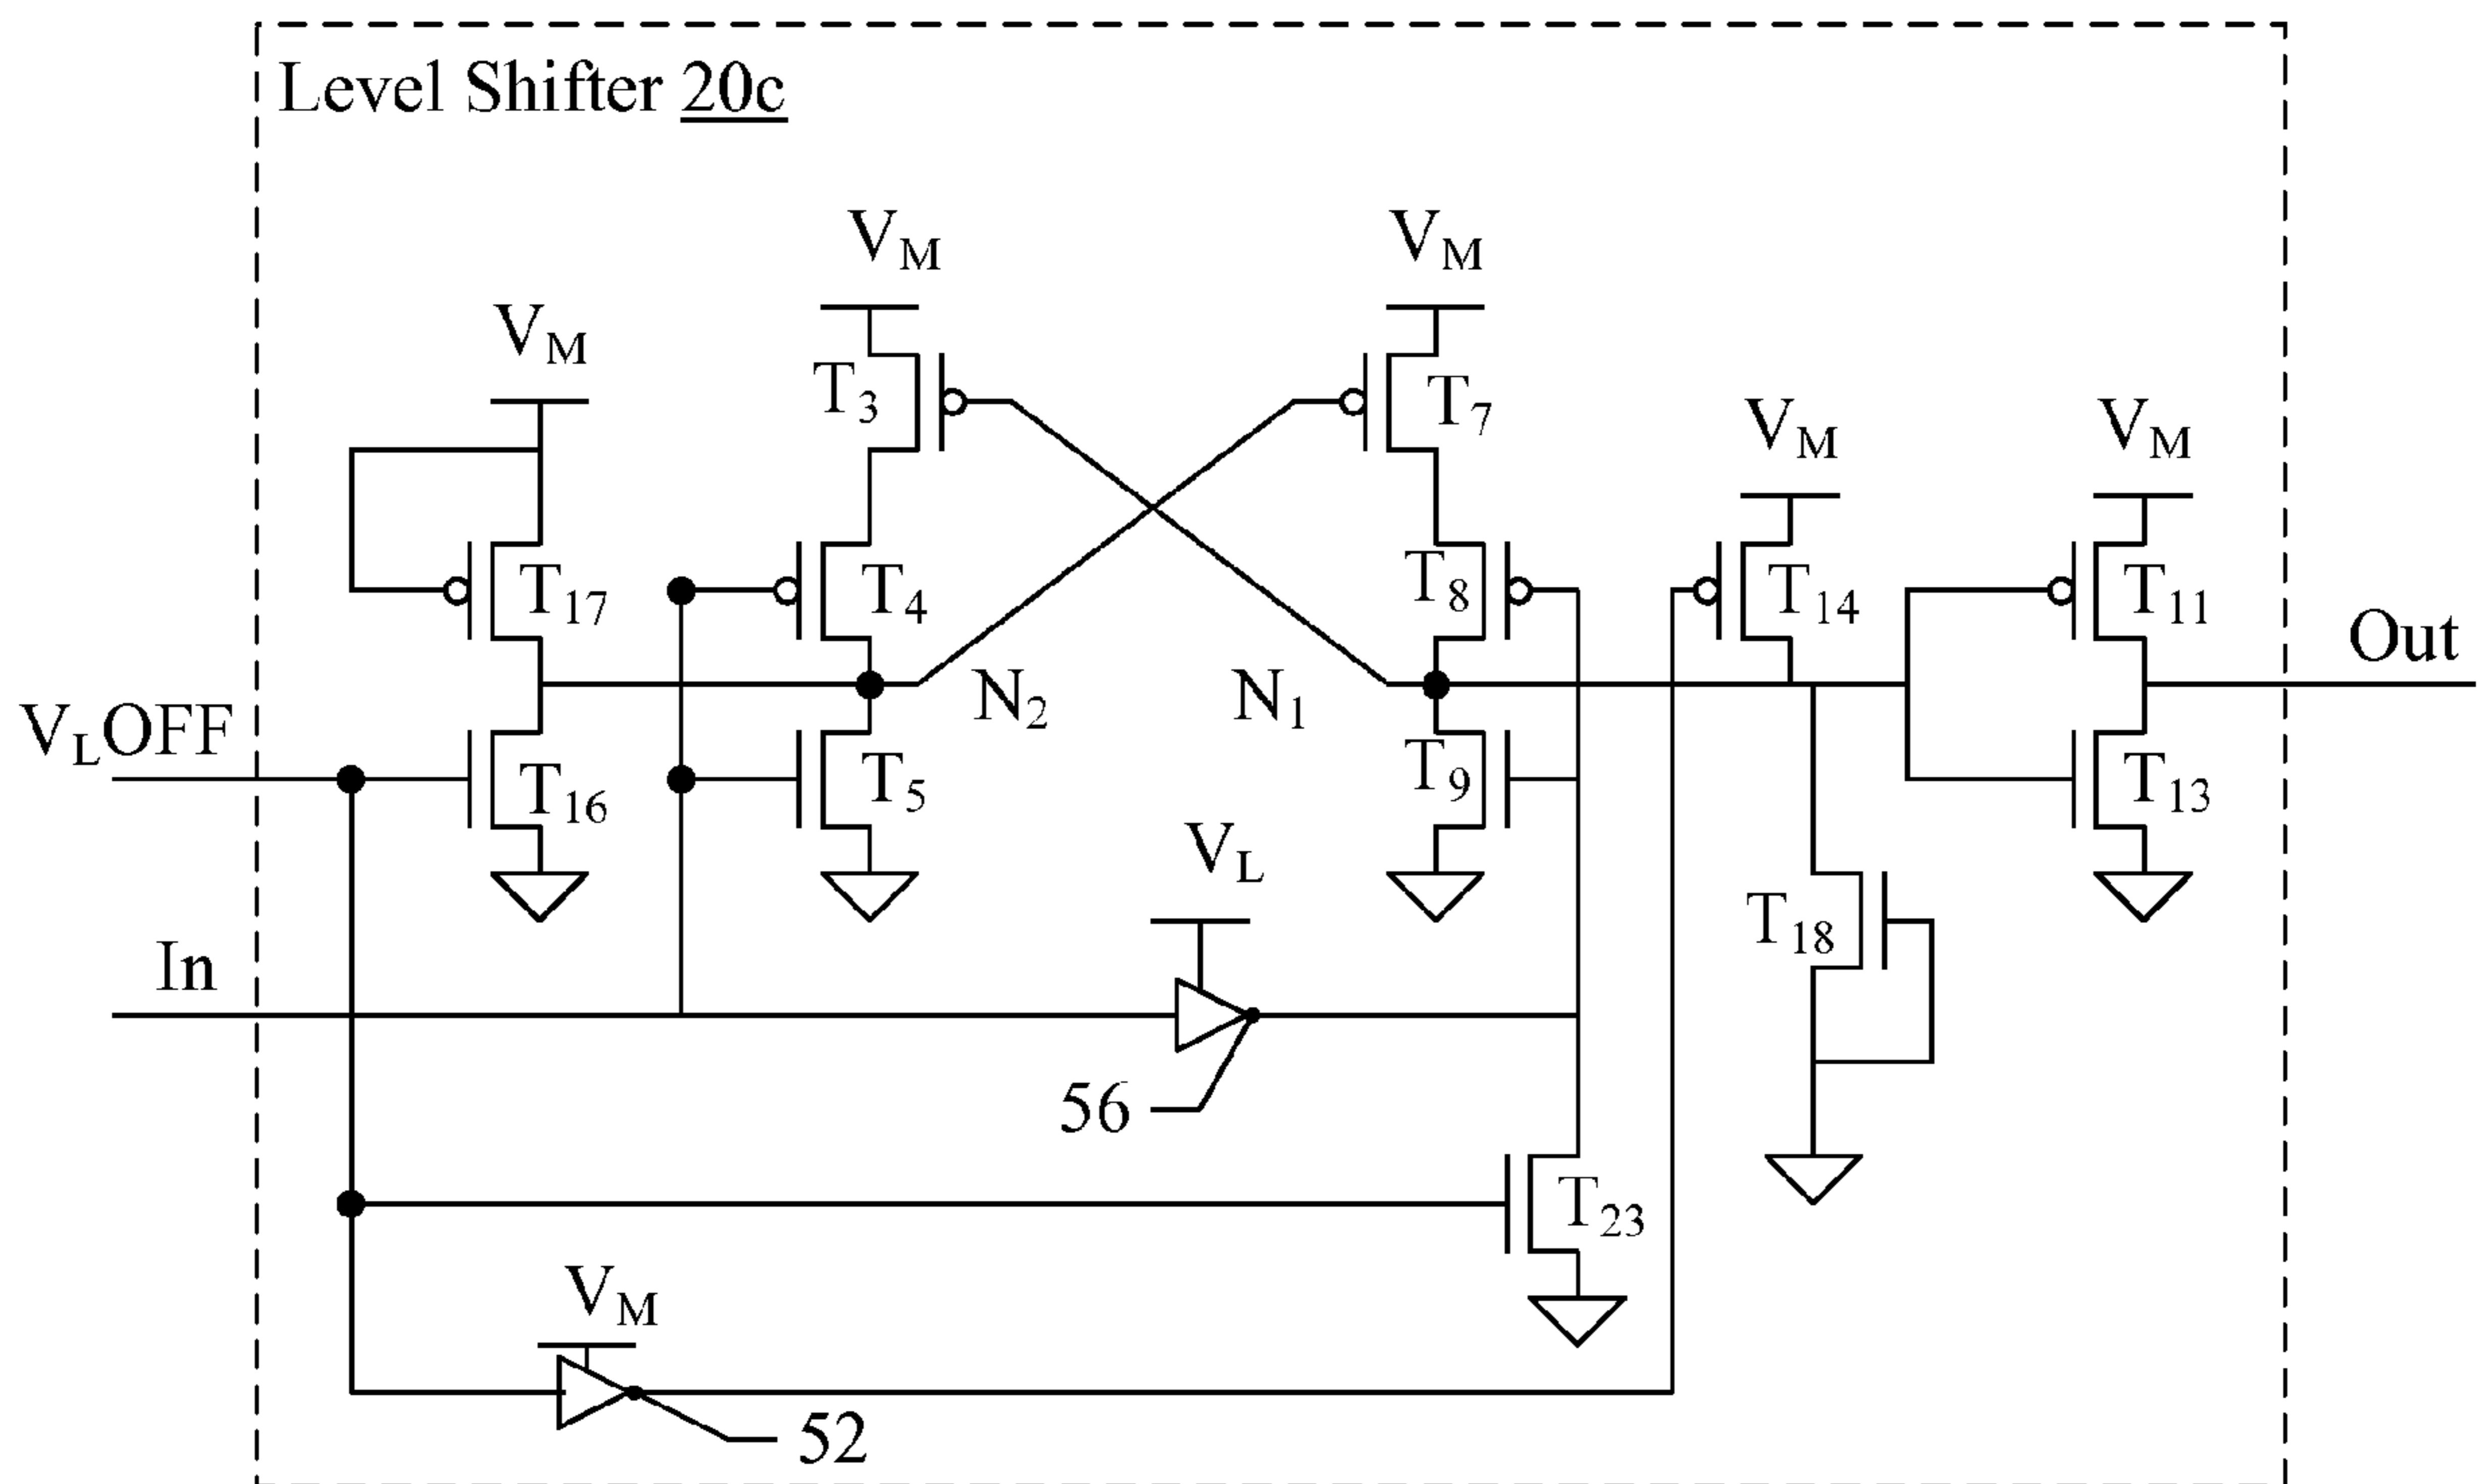 Level Shifter 20c
V_M
V_M
V_M
T_3
T_7
V_M
V_M
T_17
T_4
T_8
T_14
T_11
Out
N_2
N_1
V_LOFF
T_16
T_5
T_9
T_13
V_L
T_18
In
56
T_23
V_M
52